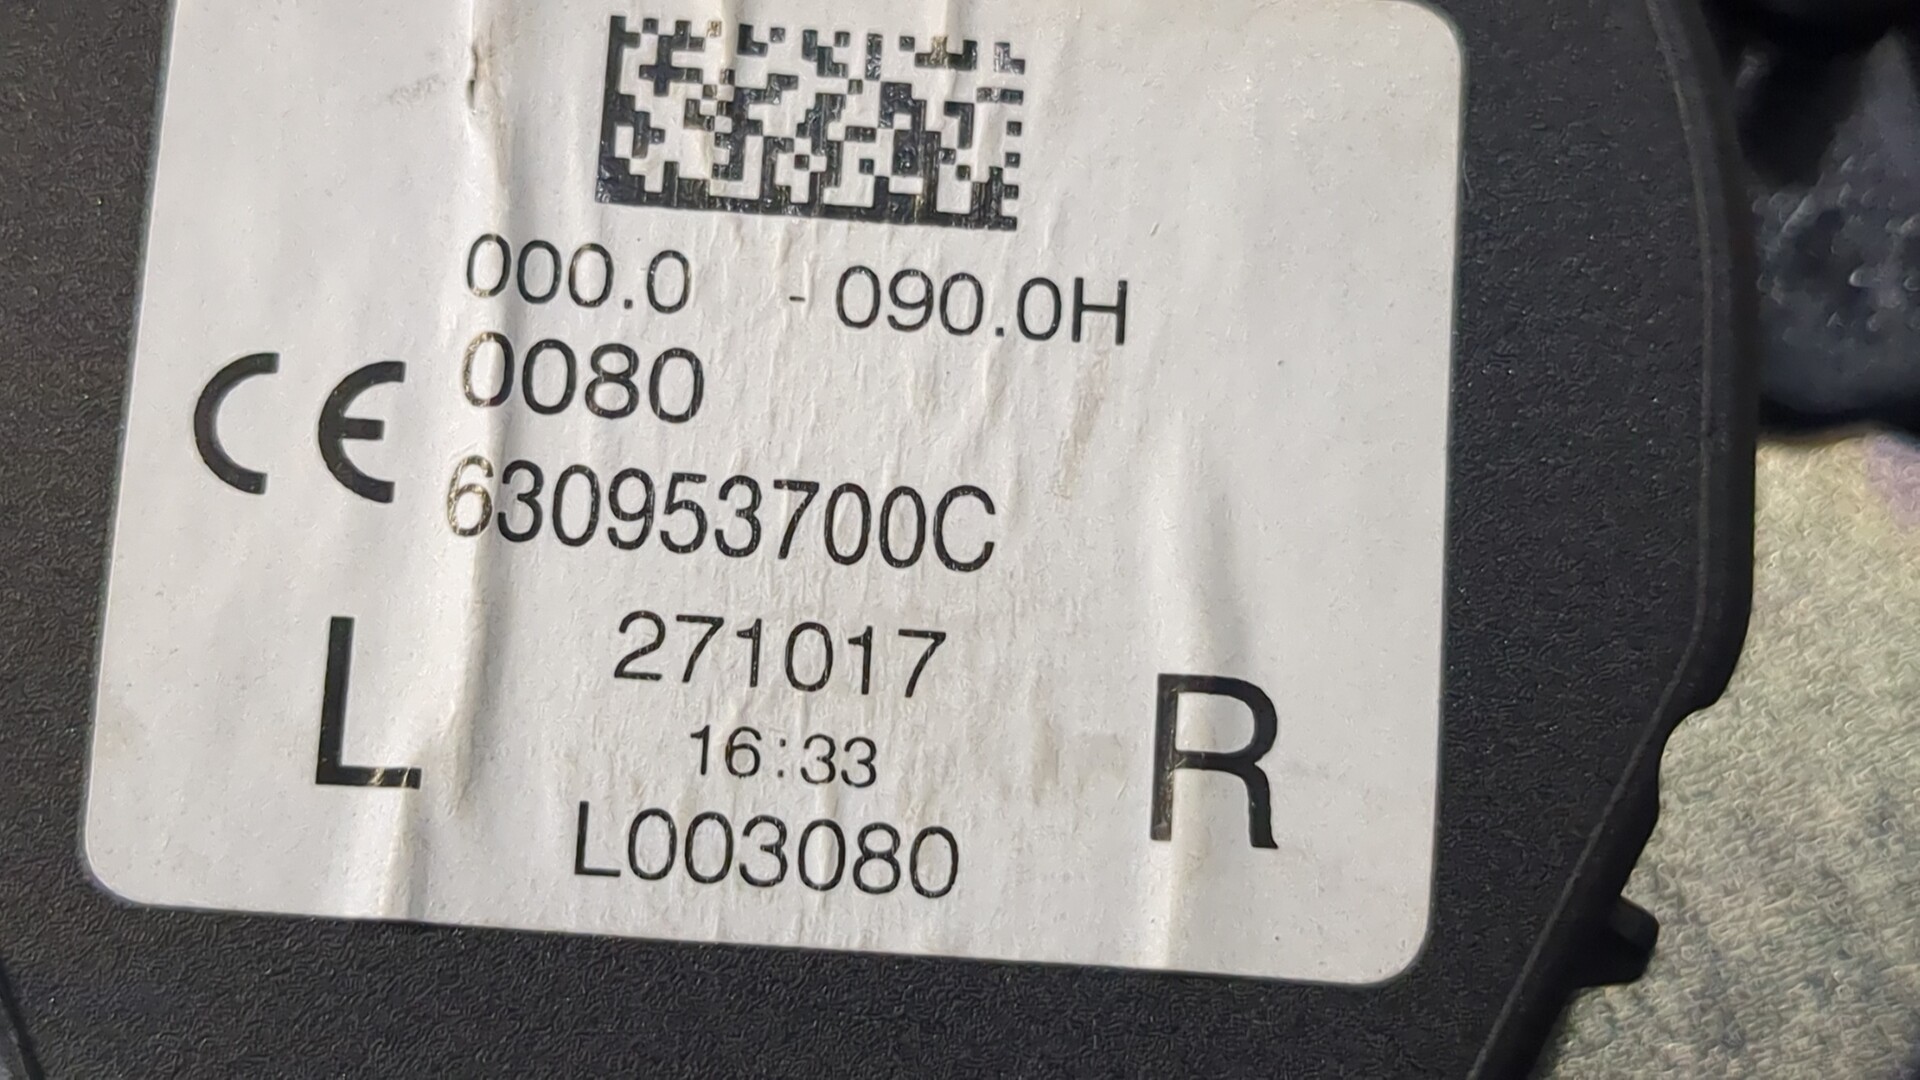 000.0 - 090.0H
CE 0080
630953700C
271017
L R
16:33
L003080